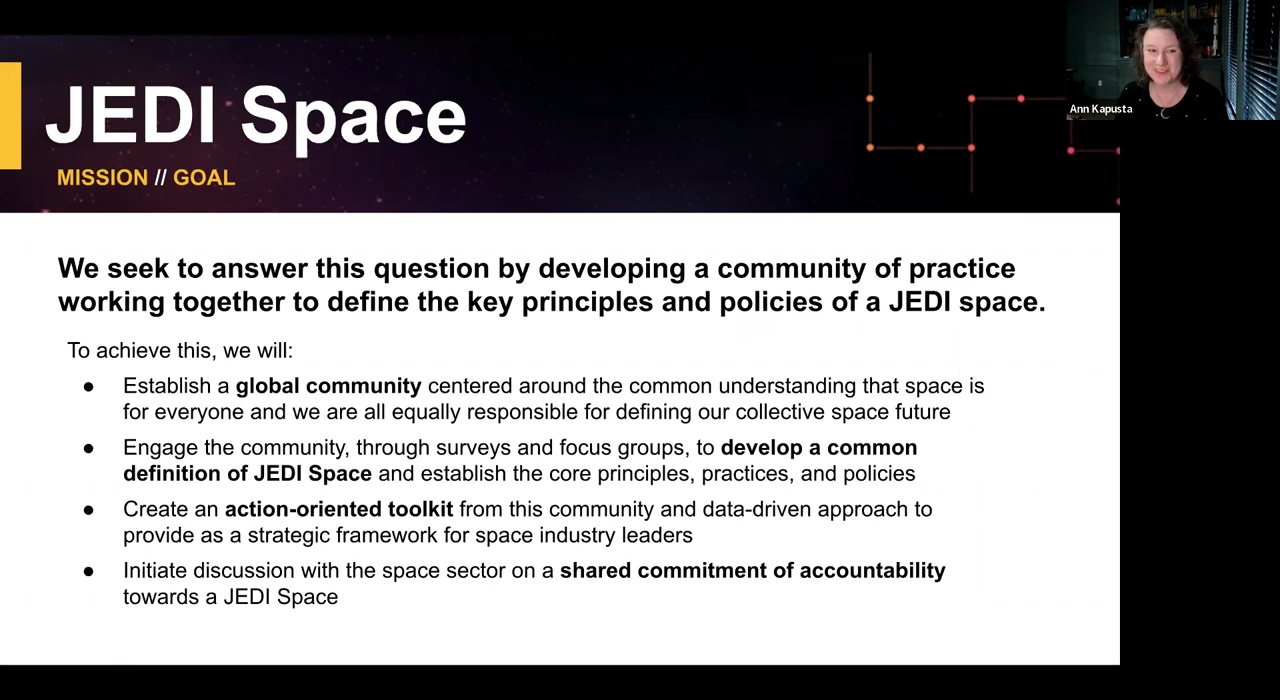 JEDI Space
MISSION // GOAL
Ann Kapusta
We seek to answer this question by developing a community of practice
working together to define the key principles and policies of a JEDI space.
To achieve this, we will:
● Establish a global community centered around the common understanding that space is
for everyone and we are all equally responsible for defining our collective space future
● Engage the community, through surveys and focus groups, to develop a common
definition of JEDI Space and establish the core principles, practices, and policies
● Create an action-oriented toolkit from this community and data-driven approach to
provide as a strategic framework for space industry leaders
● Initiate discussion with the space sector on a shared commitment of accountability
towards a JEDI Space